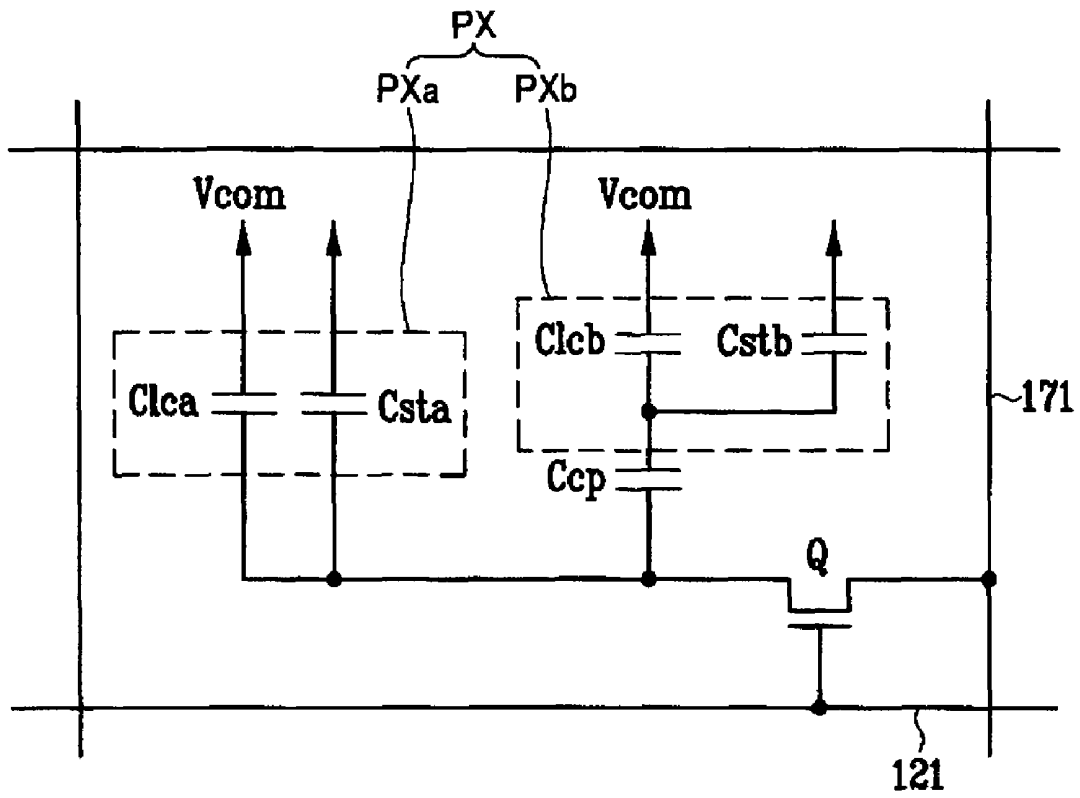 PX
PXa PXb
Vcom Vcom
Clcb Cstb
Clca Csta
171
Ccp
Q
121